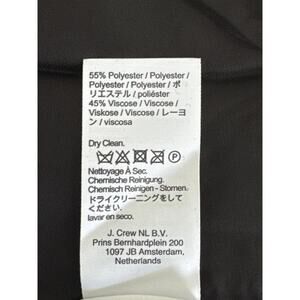 55% Polyester / Polyester /
Polyester / Polyester / ポ
リエステル / poliéster
45% Viscose / Viscose /
Viskose / Viscose / レーヨ
ン / viscosa
Dry Clean.
P
Nettoyage À Sec.
Chemische Reinigung.
Chemisch Reinigen - Stomen.
ドライクリーニングをして
ください.
lavar en seco.
J. Crew NL B.V.
Prins Bernhardplein 200
1097 JB Amsterdam,
Netherlands